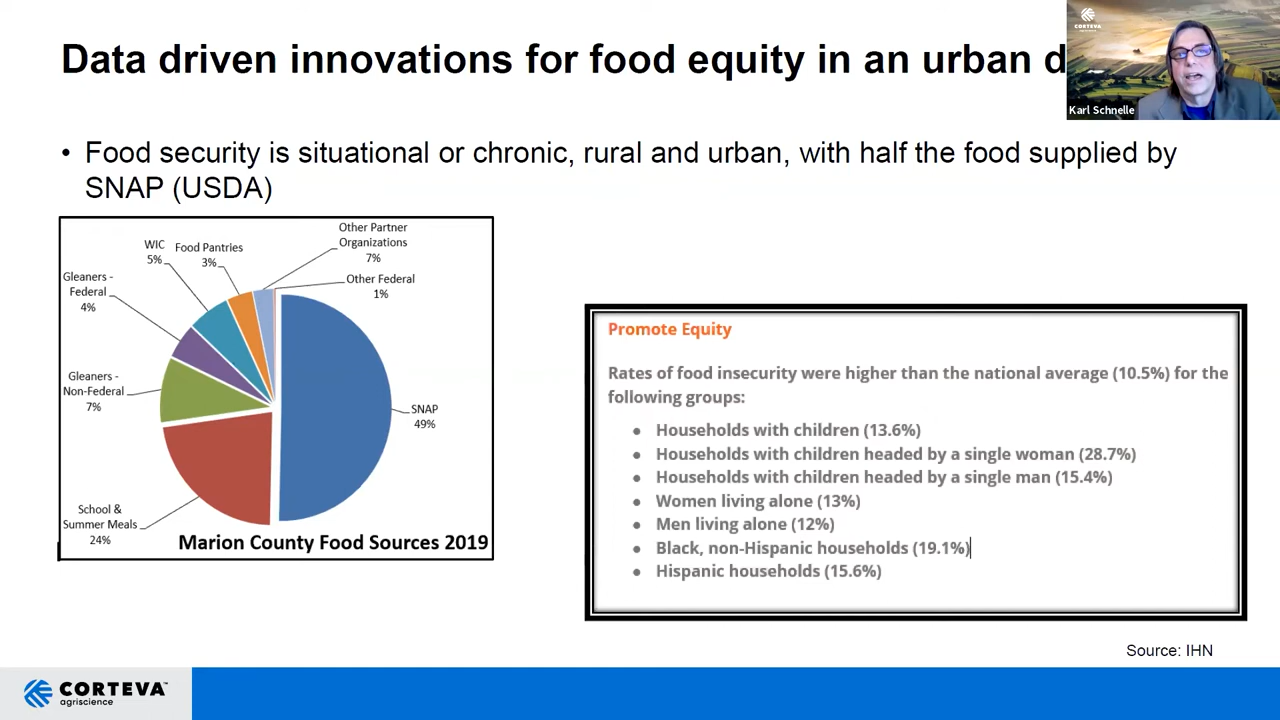 Data driven innovations for food equity in an urban d
CORTEVA
agriscience
Karl Schnelle
• Food security is situational or chronic, rural and urban, with half the food supplied by
SNAP (USDA)
Other Partner
Organizations
7%
WIC
5%
Food Pantries
3%
Other Federal
1%
Gleaners -
Federal
4%
Gleaners -
Non-Federal
7%
SNAP
49%
School &
Summer Meals
24%
Marion County Food Sources 2019
Promote Equity
Rates of food insecurity were higher than the national average (10.5%) for the
following groups:
• Households with children (13.6%)
• Households with children headed by a single woman (28.7%)
• Households with children headed by a single man (15.4%)
• Women living alone (13%)
• Men living alone (12%)
• Black, non-Hispanic households (19.1%)
• Hispanic households (15.6%)
Source: IHN
CORTEVA™
agriscience